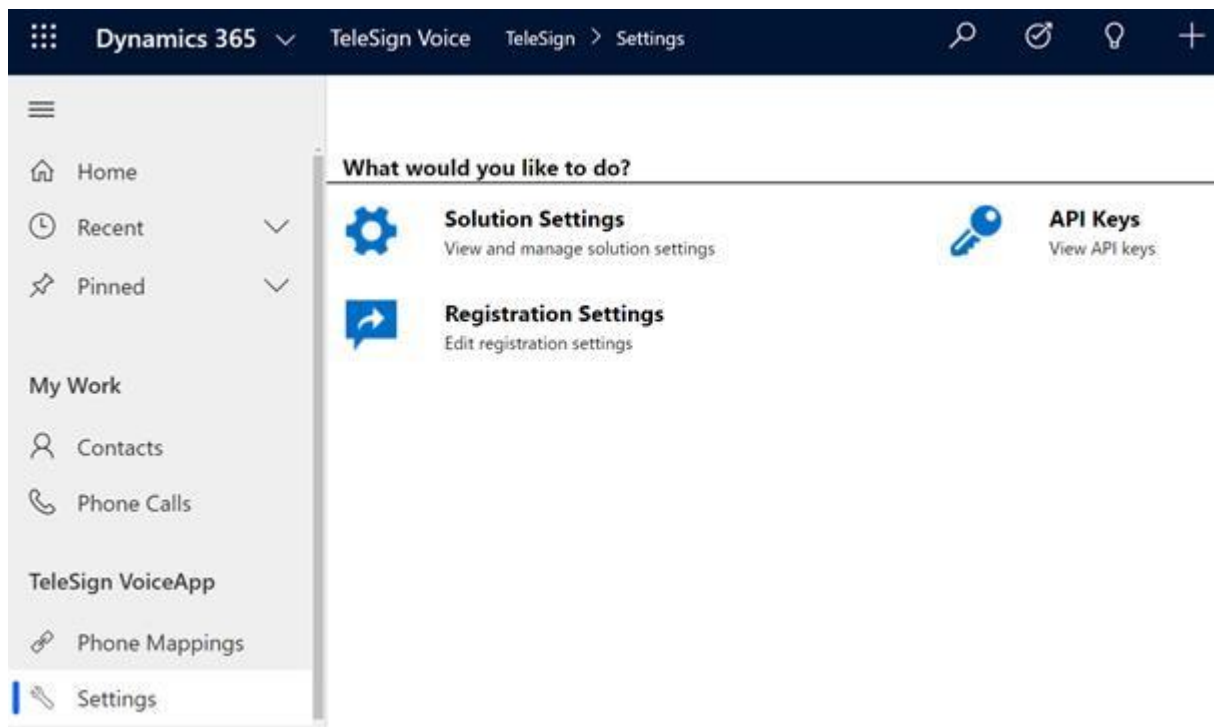 Dynamics 365 TeleSign Voice TeleSign > Settings
Home
Recent
Pinned
My Work
Contacts
Phone Calls
TeleSign VoiceApp
Phone Mappings
Settings
What would you like to do?
Solution Settings
View and manage solution settings
API Keys
View API keys
Registration Settings
Edit registration settings